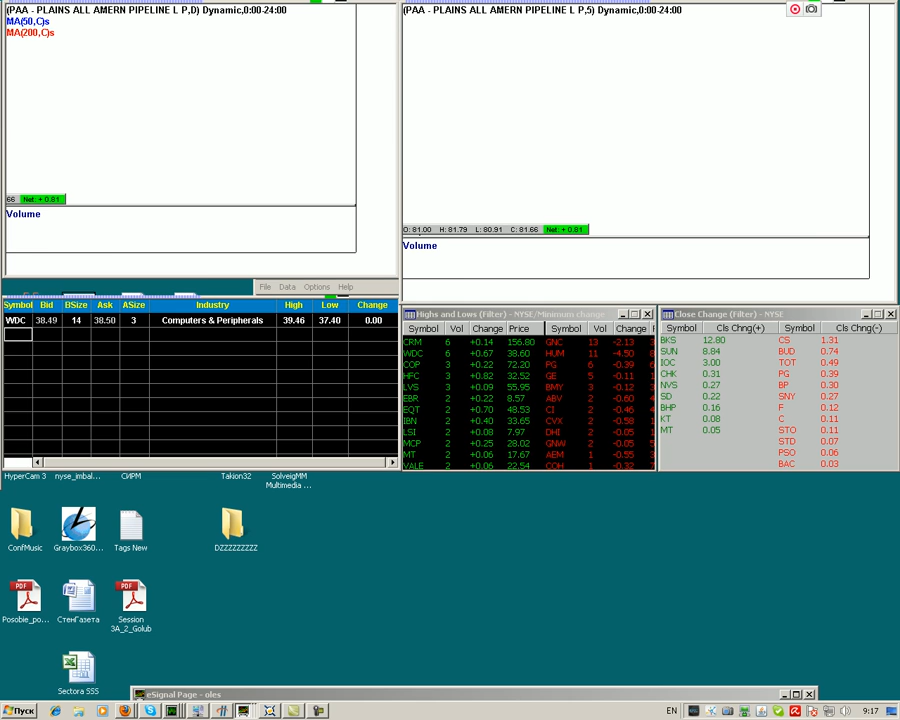 (PAA - PLAINS ALL AMERN PIPELINE L P,D) Dynamic,0:00-24:00
MA(50,C)s
MA(200,C)s
66 Net: +0.81
Volume
(PAA - PLAINS ALL AMERN PIPELINE L P,5) Dynamic,0:00-24:00
O: 81.00 H: 81.79 L: 80.91 C: 81.66 Net: +0.81
Volume
File Data Options Help
Symbol Bid BSize Ask ASize Industry High Low Change
WDC 38.49 14 38.50 3 Computers & Peripherals 39.46 37.40 0.00
Highs and Lows (Filter) - NYSE/Minimum change
Symbol Vol Change Price Symbol Vol Change
CRM 6 +0.14 156.80 GNC 13 -2.13
WDC 6 +0.67 38.60 HUM 11 -4.50
COP 3 +0.22 72.20 PG 6 -0.39
HFC 3 +0.82 32.52 GE 5 -0.11
LVS 3 +0.09 55.95 BMY 3 -0.12
EBR 2 +0.22 8.57 ABV 2 -0.60
EQT 2 +0.70 48.53 CI 2 -0.46
IBN 2 +0.40 33.65 CVX 2 -0.58
LSI 2 +0.08 7.97 DHI 2 -0.05
MCP 2 +0.25 28.02 GNW 2 -0.05
MT 2 +0.06 17.67 AEM 1 -0.55
VALE 2 +0.06 22.54 COH 1 -0.32
Close Change (Filter) - NYSE
Symbol Cls Chng(+) Symbol Cls Chng(-)
BKS 12.80 CS 1.31
SUN 8.84 BUD 0.74
IOC 3.00 TOT 0.49
CHK 0.31 PG 0.39
NVS 0.27 BP 0.30
SD 0.22 SNY 0.27
BHP 0.16 F 0.12
KT 0.08 C 0.11
MT 0.05 STO 0.11
STD 0.07
PSO 0.06
BAC 0.03
HyperCam 3 nyse_imbal... СИРМ Takion32 SolveigMM
Multimedia ...
ConfMusic Graybox360... Tags New DZZZZZZZZZ
Posobie_po... СтенГазета Session
3A_2_Golub
Sectora SSS
eSignal Page - oles
Пуск EN 9:17